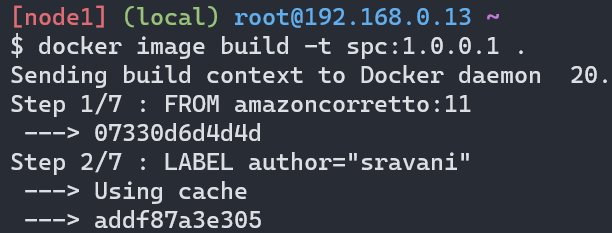 [node1] (local) root@192.168.0.13 ~
$ docker image build -t spc:1.0.0.1 .
Sending build context to Docker daemon  20.
Step 1/7 : FROM amazoncorretto:11
 ---> 07330d6d4d4d
Step 2/7 : LABEL author="sravani"
 ---> Using cache
 ---> addf87a3e305